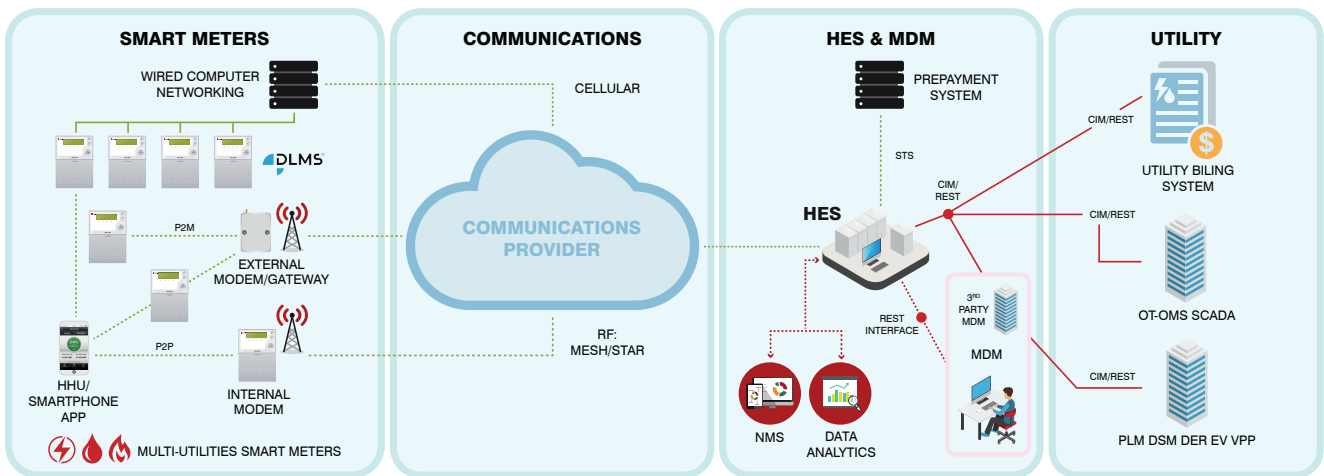 SMART METERS
WIRED COMPUTER
NETWORKING
DLMS
P2M
EXTERNAL
MODEM/GATEWAY
P2P
HHU/
SMARTPHONE
APP
INTERNAL
MODEM
MULTI-UTILITIES SMART METERS
COMMUNICATIONS
CELLULAR
COMMUNICATIONS
PROVIDER
RF:
MESH/STAR
HES & MDM
PREPAYMENT
SYSTEM
STS
HES
CIM/
REST
REST
INTERFACE
3RD
PARTY
MDM
MDM
NMS
DATA
ANALYTICS
UTILITY
CIM/REST
$
UTILITY BILING
SYSTEM
CIM/REST
OT-OMS SCADA
CIM/REST
PLM DSM DER EV VPP